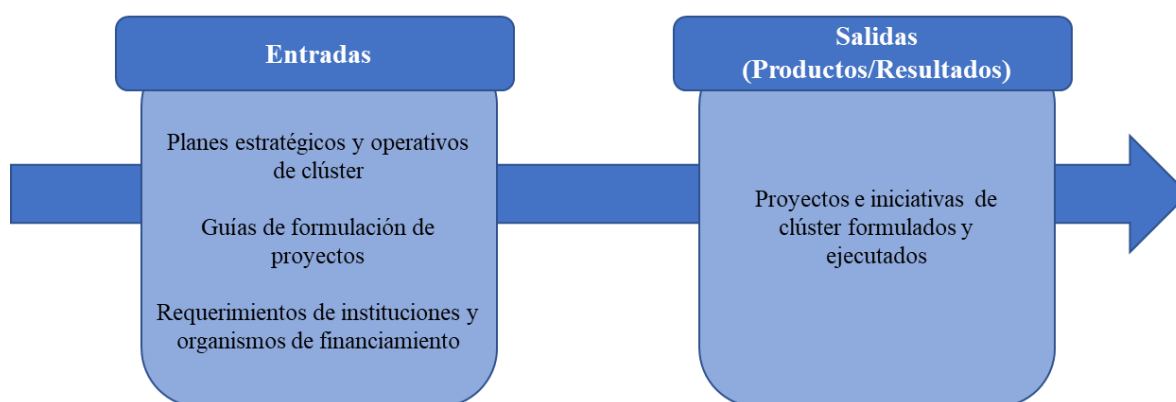 Entradas
Planes estratégicos y operativos
de clúster
Guías de formulación de
proyectos
Requerimientos de instituciones y
organismos de financiamiento
Salidas
(Productos/Resultados)
Proyectos e iniciativas de
clúster formulados y
ejecutados